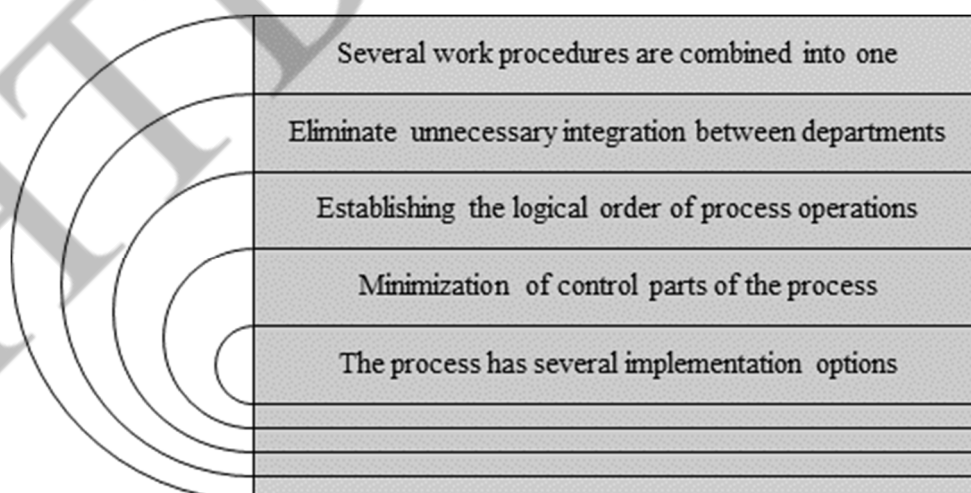 Several work procedures are combined into one
Eliminate unnecessary integration between departments
Establishing the logical order of process operations
Minimization of control parts of the process
The process has several implementation options